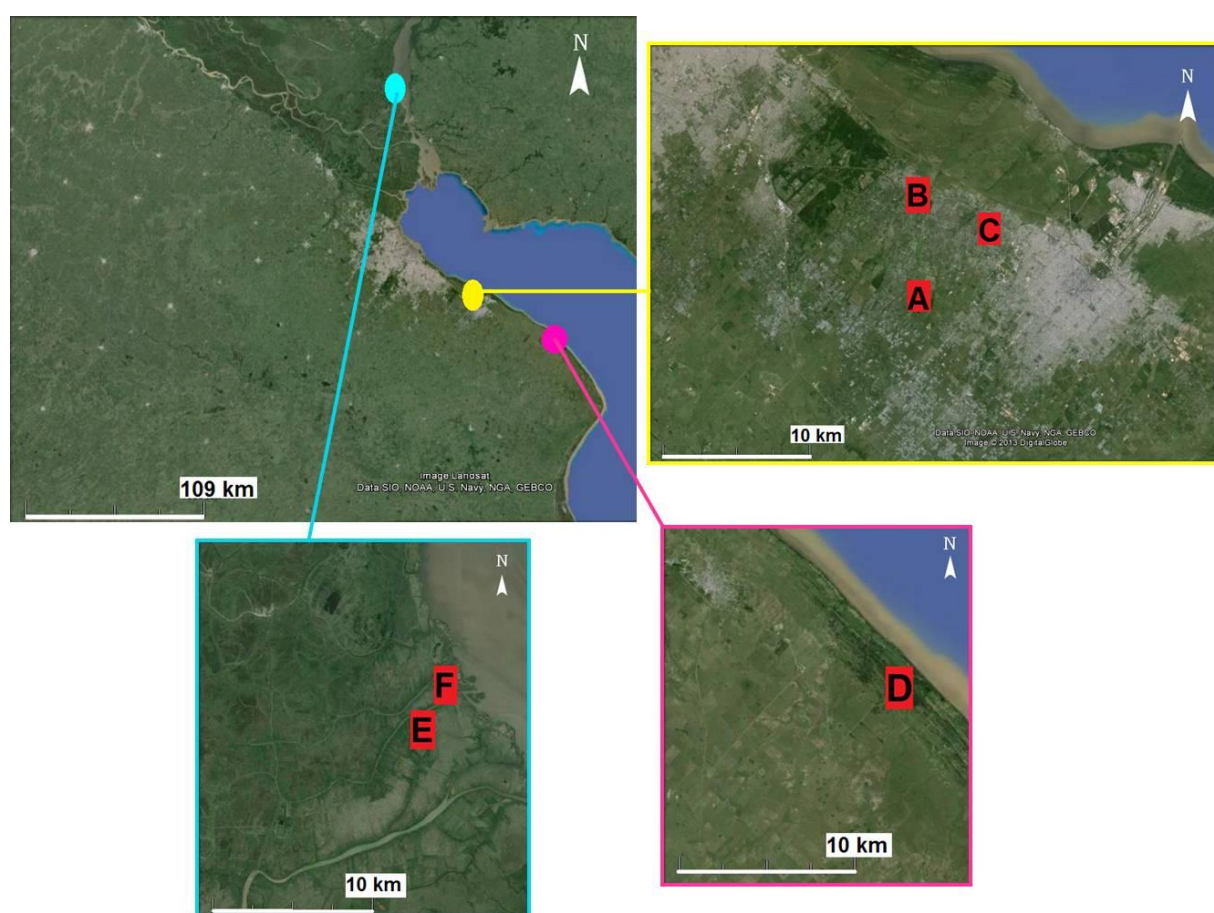 N
109 km
Image Landsat
Data SIO, NOAA, U.S. Navy, NGA, GEBCO
N
B
C
A
10 km
Data SIO, NOAA, U.S. Navy, NGA, GEBCO
Image © 2013 DigitalGlobe
N
F
E
10 km
N
D
10 km